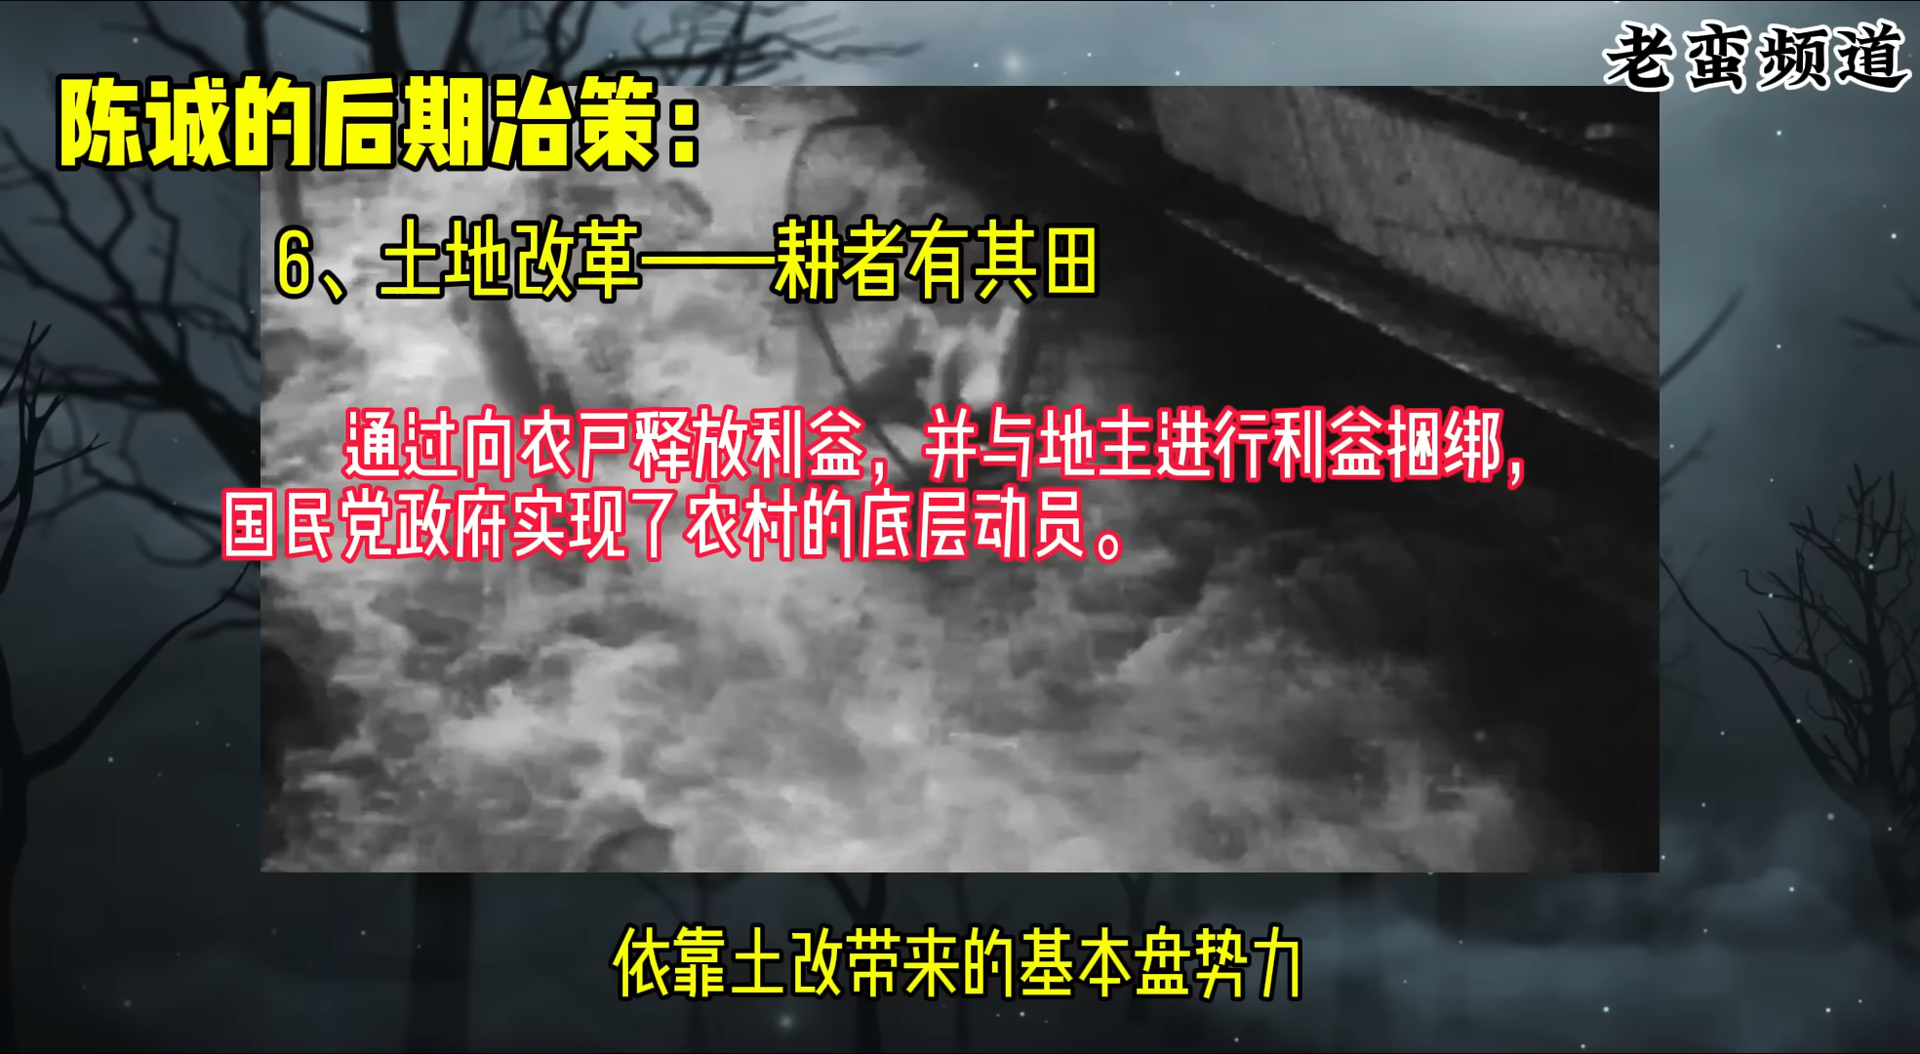 老蛮频道
陈诚的后期治策：
6、土地改革——耕者有其田
通过向农户释放利益，并与地主进行利益捆绑，
国民党政府实现了农村的底层动员。
依靠土改带来的基本盘势力